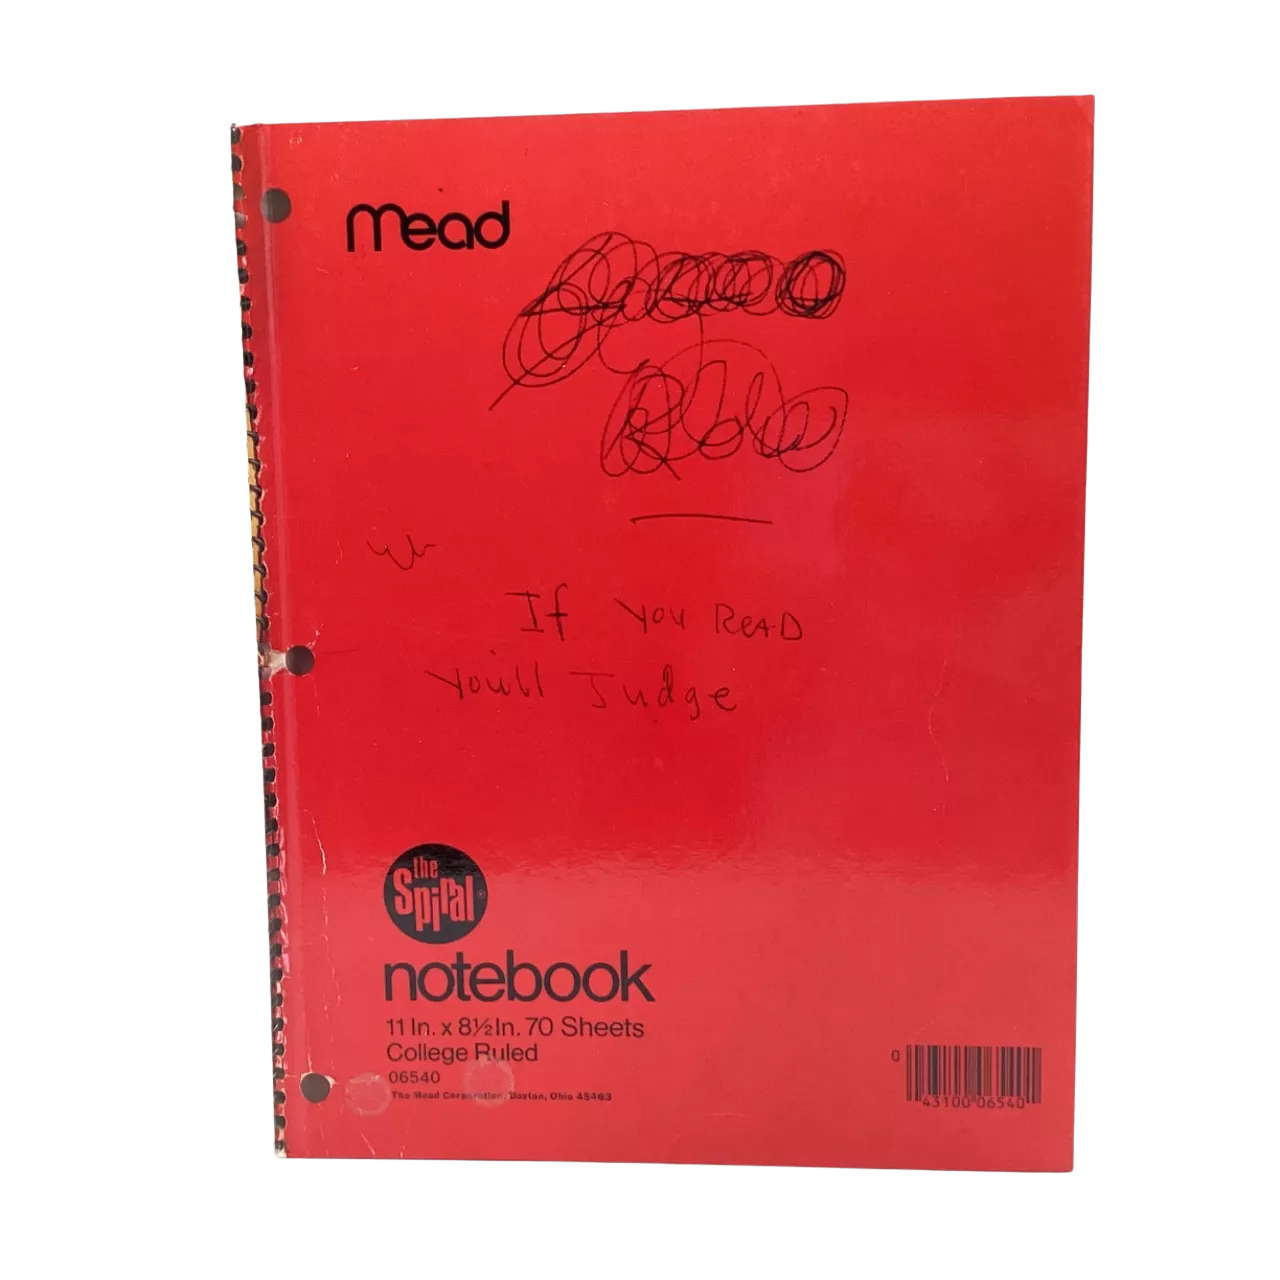 mead
If you READ
you'll Judge
the
Spiral®
notebook
11 In. x 8½ In. 70 Sheets
College Ruled
06540
The Mead Corporation, Dayton, Ohio 45463
0 43100 06540